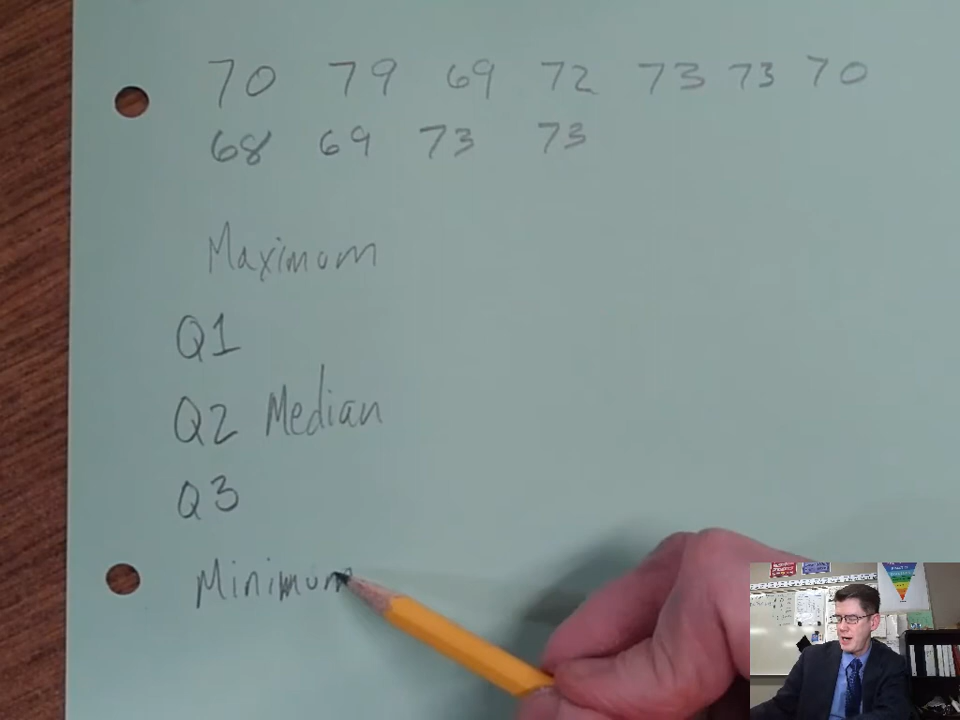 70 79 69 72 73 73 70
68 69 73 73
Maximum
Q1
Q2 Median
Q3
Minimum